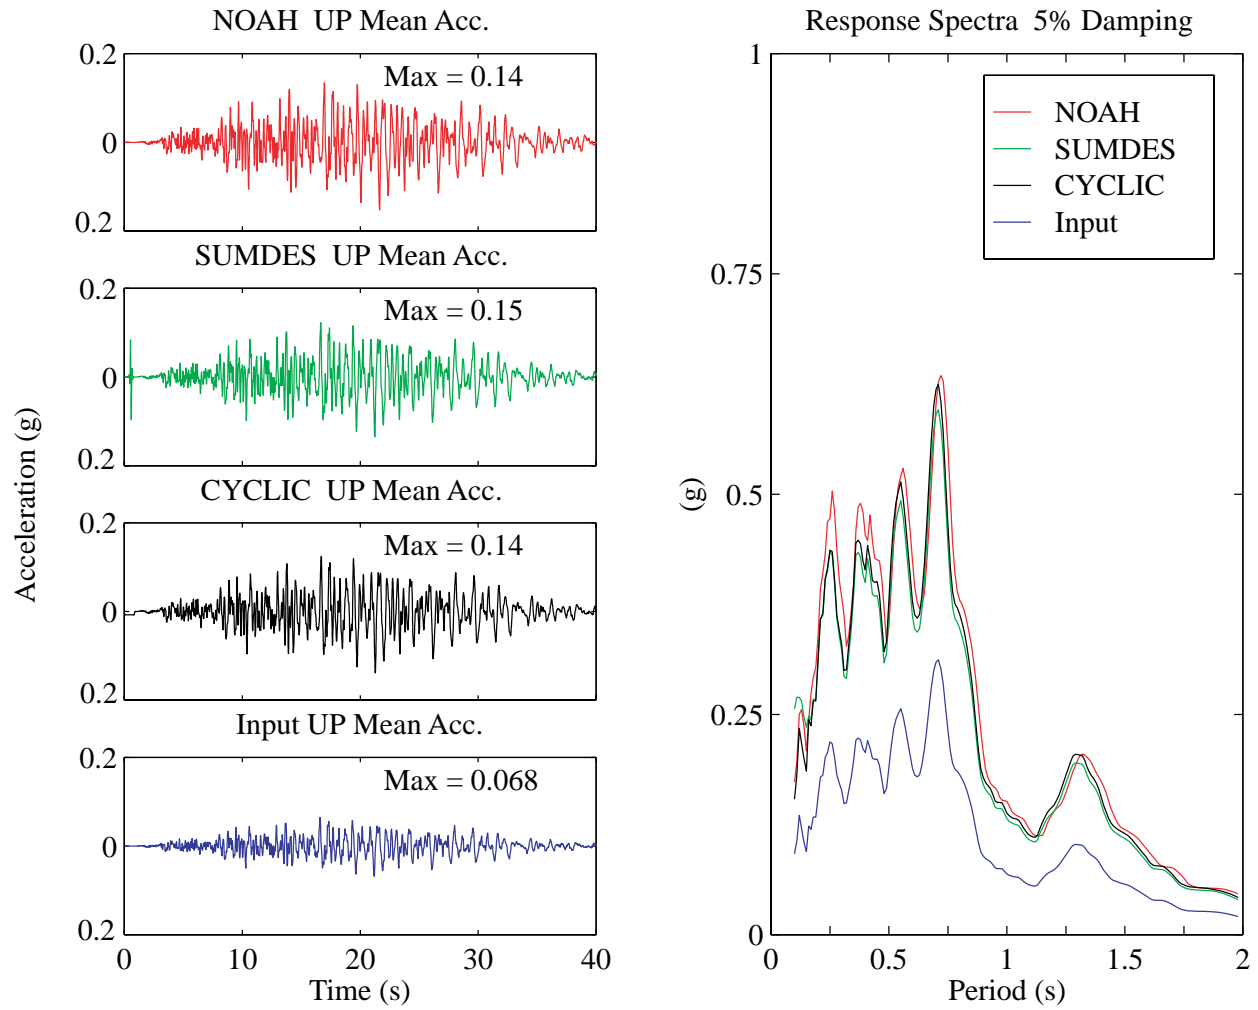 NOAH UP Mean Acc.
0.2
Max = 0.14
0
0.2
SUMDES UP Mean Acc.
0.2
Max = 0.15
0
0.2
CYCLIC UP Mean Acc.
0.2
Max = 0.14
0
0.2
Input UP Mean Acc.
0.2
Max = 0.068
0
0.2
0 10 20 30 40
Time (s)
Acceleration (g)
Response Spectra 5% Damping
NOAH
SUMDES
CYCLIC
Input
1
0.75
0.5
0.25
0
(g)
0 0.5 1 1.5 2
Period (s)